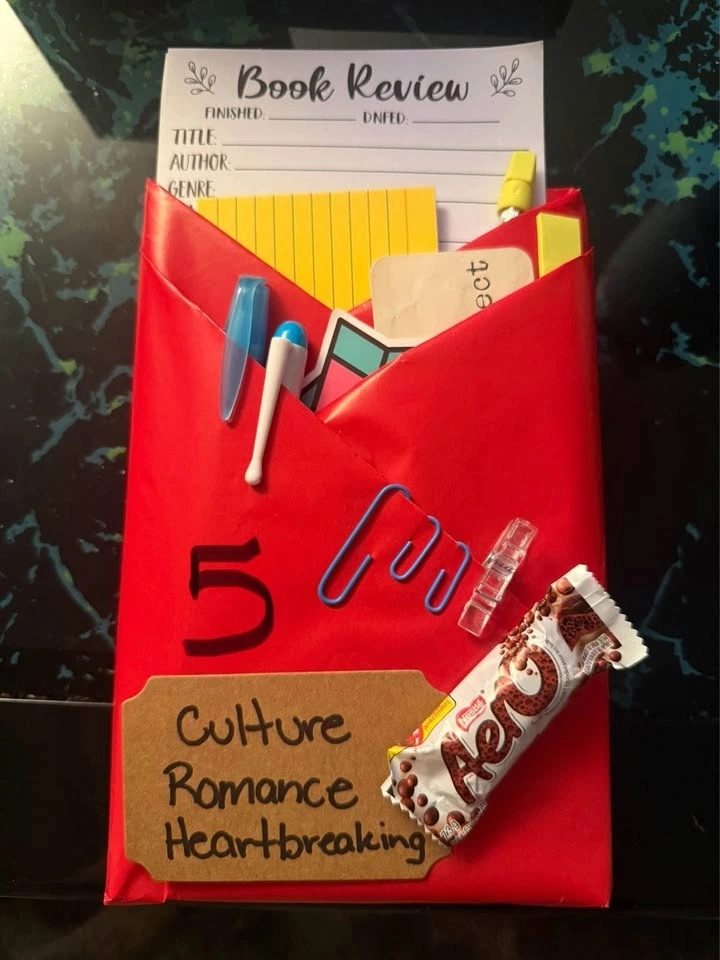 Book Review
FINISHED: DNFED:
TITLE:
AUTHOR:
GENRE:
ect
5
Culture
Romance
Heartbreaking
Nestlé
Aero